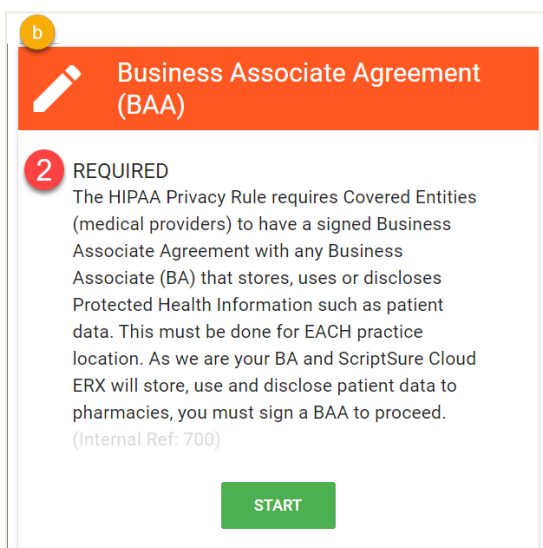 b
Business Associate Agreement
(BAA)
2 REQUIRED
The HIPAA Privacy Rule requires Covered Entities
(medical providers) to have a signed Business
Associate Agreement with any Business
Associate (BA) that stores, uses or discloses
Protected Health Information such as patient
data. This must be done for EACH practice
location. As we are your BA and ScriptSure Cloud
ERX will store, use and disclose patient data to
pharmacies, you must sign a BAA to proceed.
(Internal Ref: 700)
START